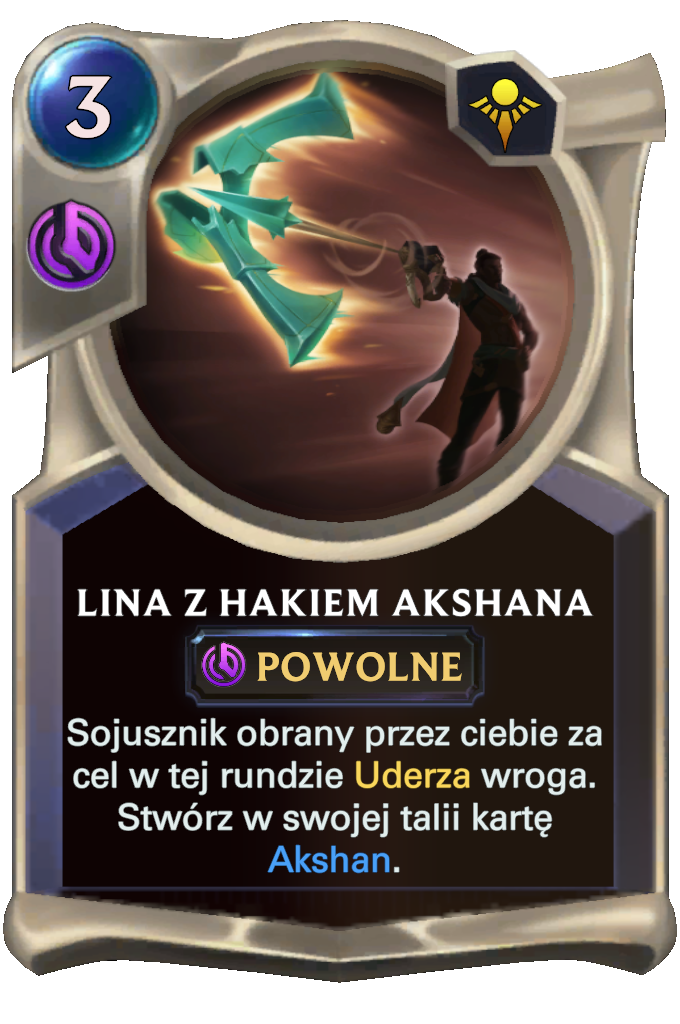 3
LINA Z HAKIEM AKSHANA
POWOLNE
Sojusznik obrany przez ciebie za
cel w tej rundzie Uderza wroga.
Stwórz w swojej talii kartę
Akshan.